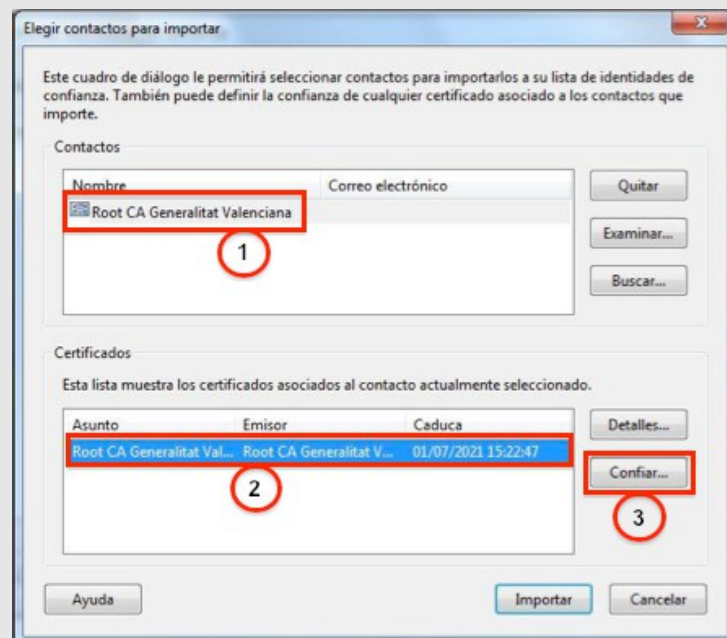 Elegir contactos para importar
Este cuadro de diálogo le permitirá seleccionar contactos para importarlos a su lista de identidades de
confianza. También puede definir la confianza de cualquier certificado asociado a los contactos que
importe.
Contactos
Nombre Correo electrónico
Root CA Generalitat Valenciana
1
Quitar
Examinar...
Buscar...
Certificados
Esta lista muestra los certificados asociados al contacto actualmente seleccionado.
Asunto Emisor Caduca
Root CA Generalitat Val... Root CA Generalitat V... 01/07/2021 15:22:47
2
Detalles...
Confiar...
3
Ayuda Importar Cancelar